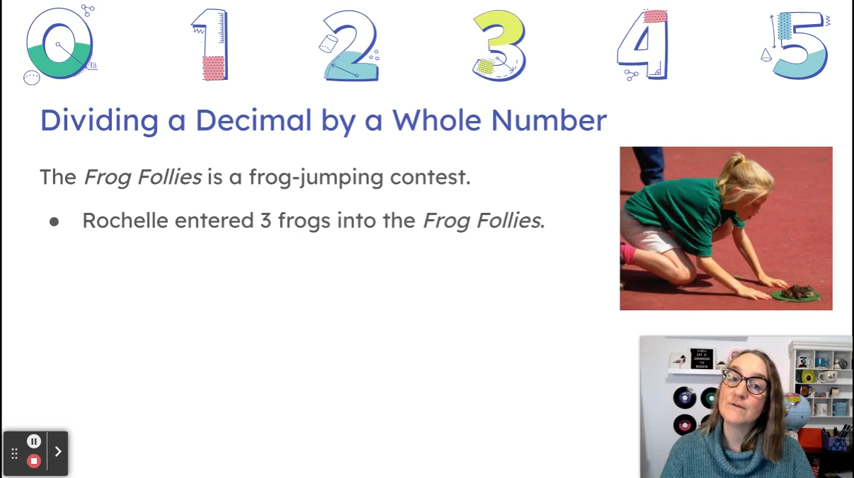 0 1 2 3 4 5
Dividing a Decimal by a Whole Number
The Frog Follies is a frog-jumping contest.
● Rochelle entered 3 frogs into the Frog Follies.